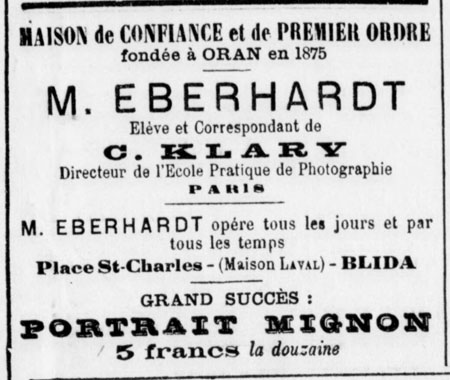 MAISON de CONFIANCE et de PREMIER ORDRE
fondée à ORAN en 1875
M. EBERHARDT
Elève et Correspondant de
C. KLARY
Directeur de l'Ecole Pratique de Photographie
PARIS
M. EBERHARDT opére tous les jours et par
tous les temps
Place St-Charles - (Maison LAVAL) - BLIDA
GRAND SUCCÈS :
PORTRAIT MIGNON
5 francs la douzaine